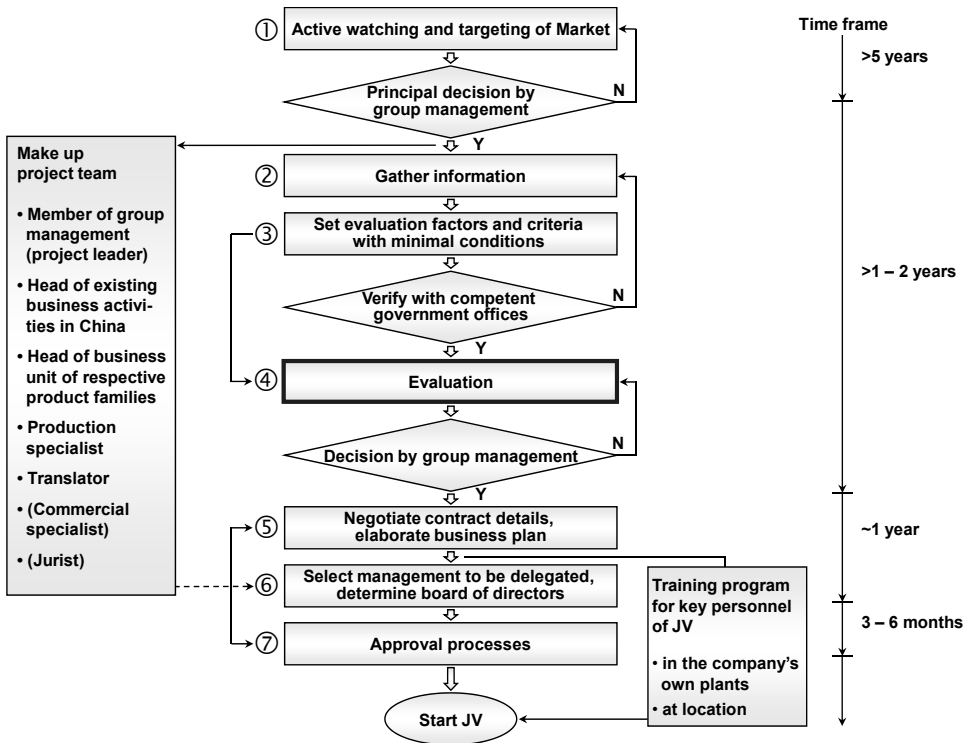 Time frame
①
Active watching and targeting of Market
>5 years
N
Principal decision by
group management
Y
Make up
project team
• Member of group
management
(project leader)
• Head of existing
business activi-
ties in China
• Head of business
unit of respective
product families
• Production
specialist
• Translator
• (Commercial
specialist)
• (Jurist)
②
Gather information
③
Set evaluation factors and criteria
with minimal conditions
>1 – 2 years
N
Verify with competent
government offices
Y
④
Evaluation
N
Decision by group management
Y
⑤
Negotiate contract details,
elaborate business plan
~1 year
⑥
Select management to be delegated,
determine board of directors
Training program
for key personnel
of JV
• in the company's
own plants
• at location
3 – 6 months
⑦
Approval processes
Start JV